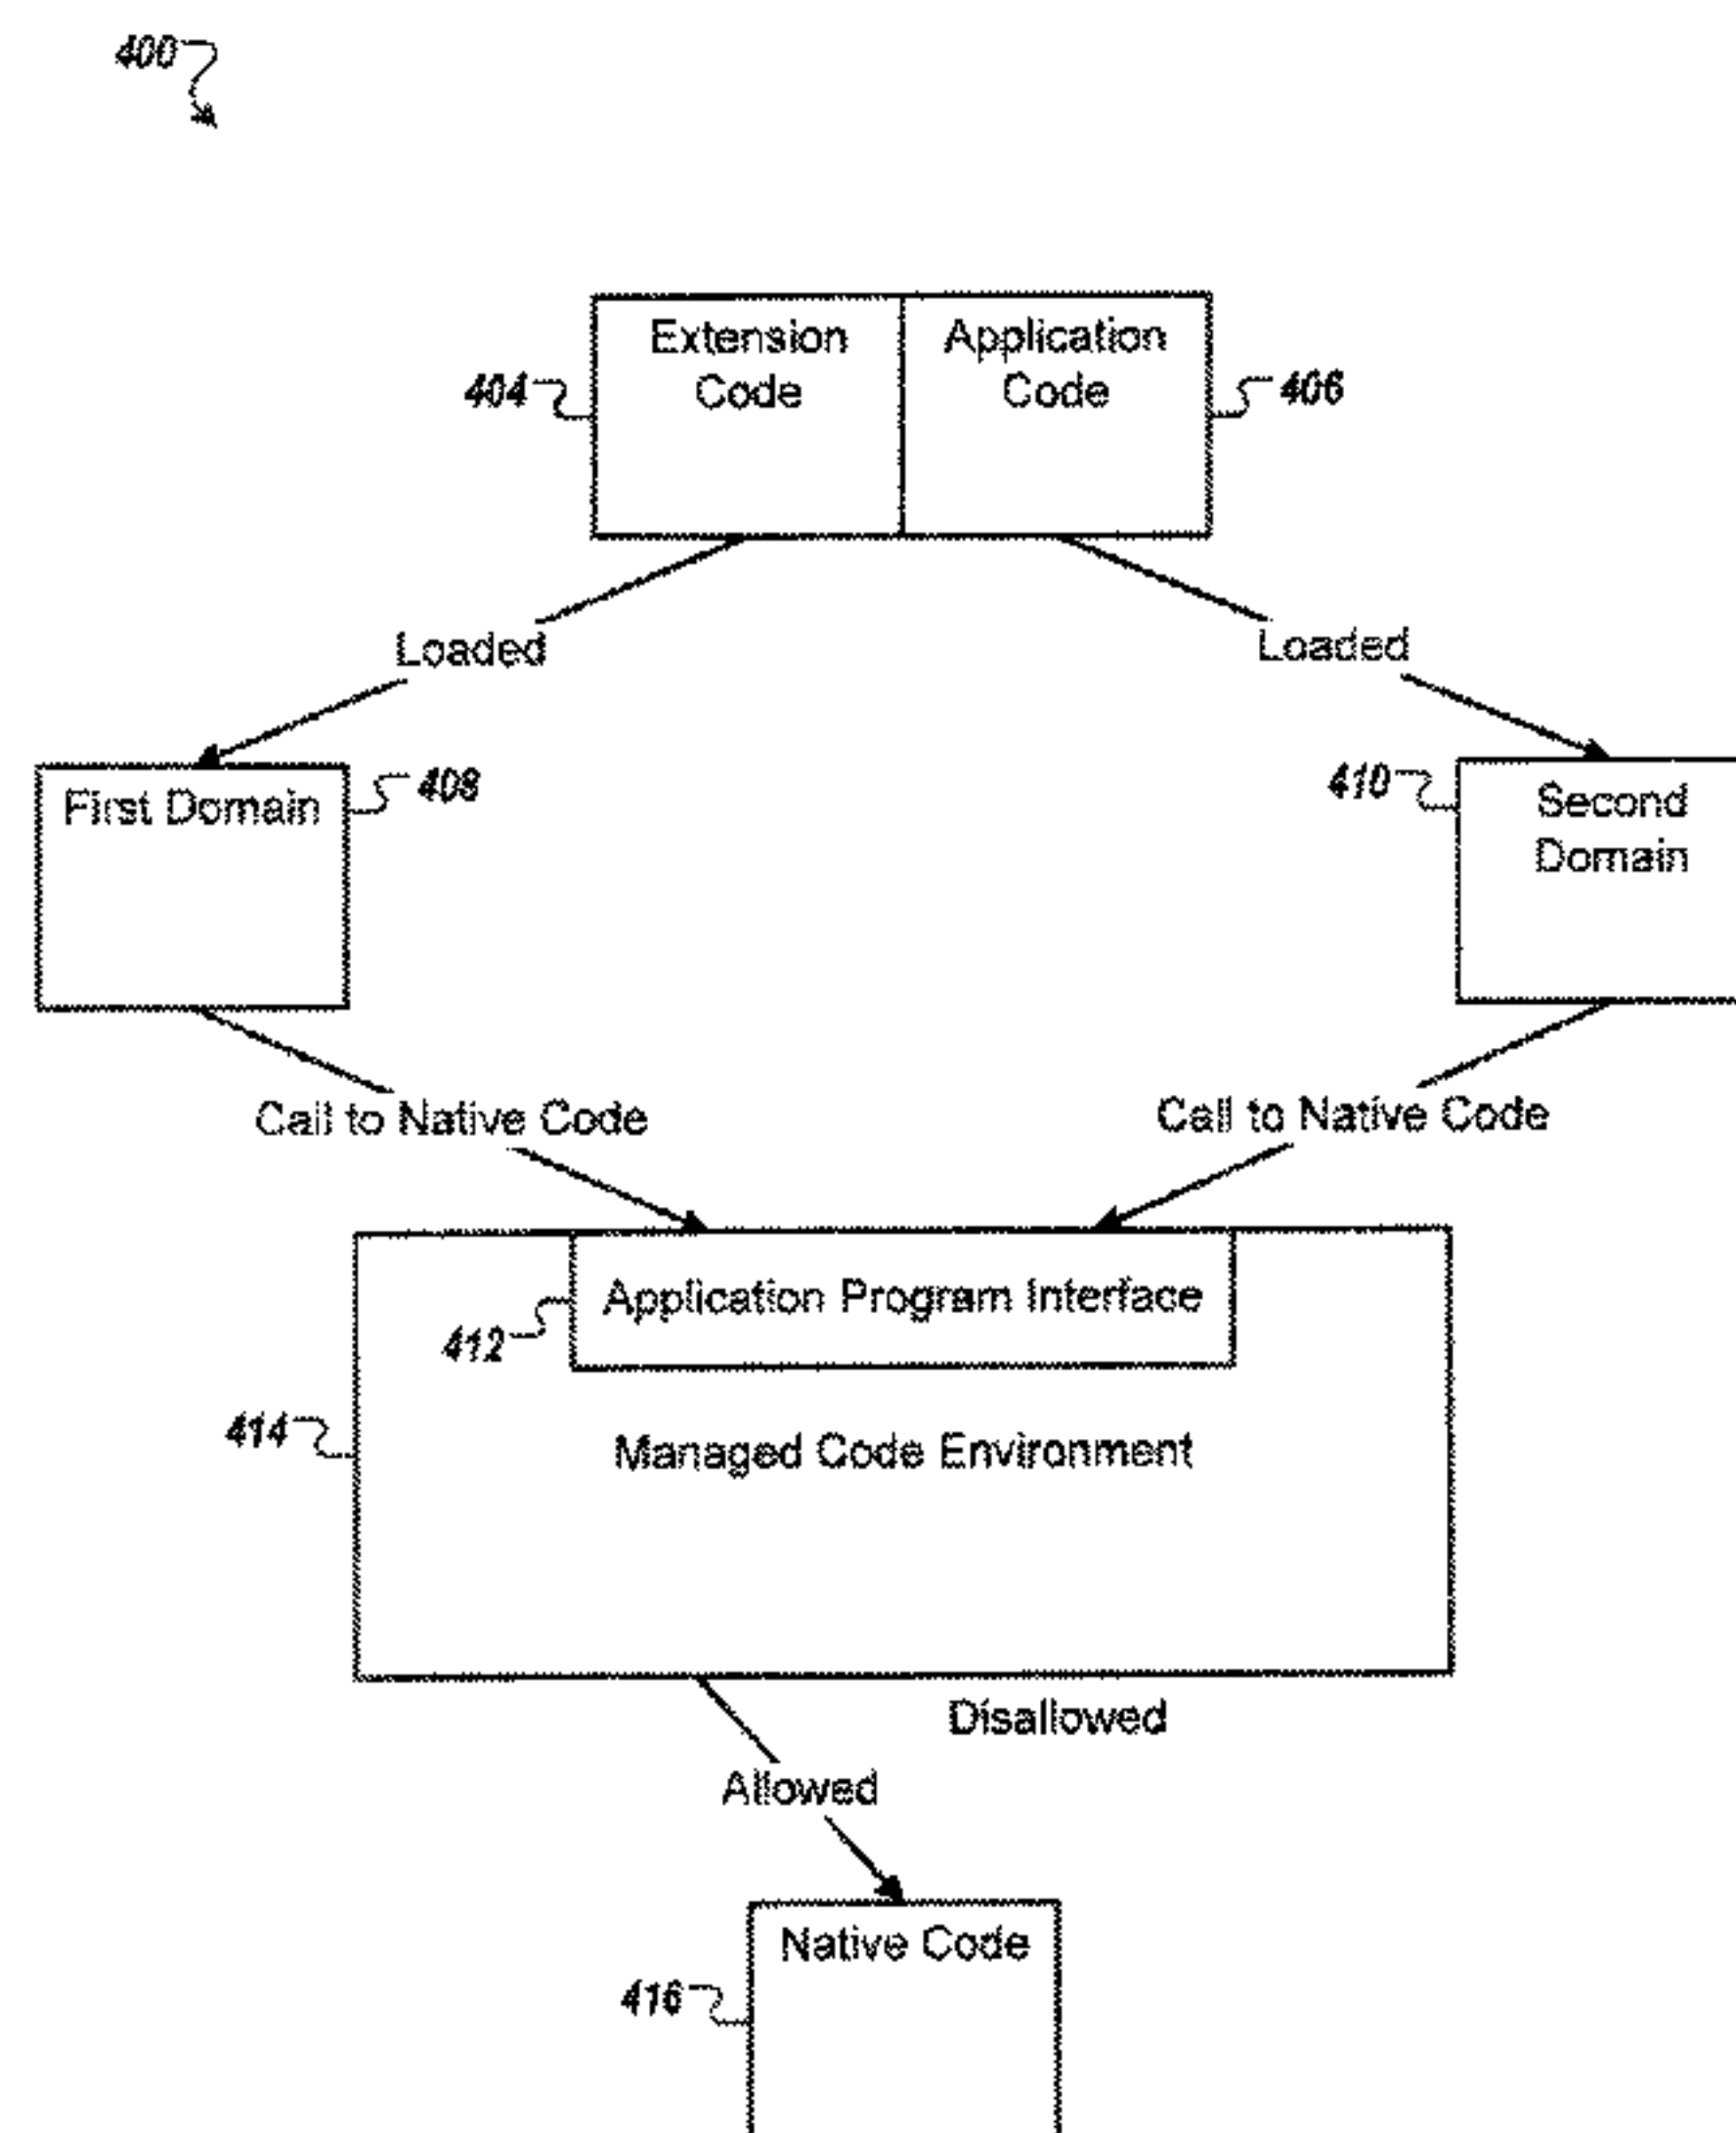 400
Extension
Code
Application
Code
404
406
Loaded
Loaded
First Domain
408
410
Second
Domain
Call to Native Code
Call to Native Code
Application Program Interface
412
414
Managed Code Environment
Disallowed
Allowed
Native Code
416